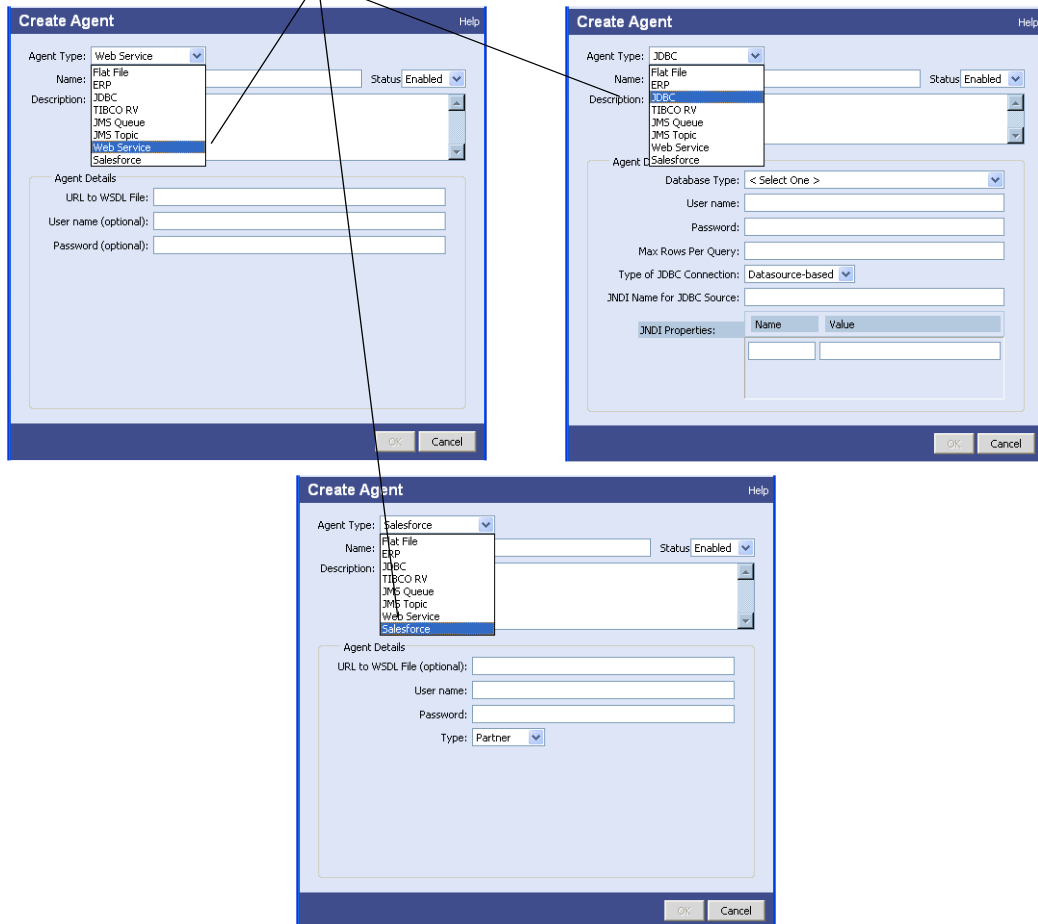 Create Agent Help
Agent Type: Web Service
Name: Status Enabled
Description:
Flat File
ERP
JDBC
TIBCO RV
JMS Queue
JMS Topic
Web Service
Salesforce
Agent Details
URL to WSDL File:
User name (optional):
Password (optional):
OK Cancel
Create Agent Help
Agent Type: JDBC
Name: Status Enabled
Description:
Flat File
ERP
JDBC
TIBCO RV
JMS Queue
JMS Topic
Web Service
Salesforce
Agent D
Database Type: < Select One >
User name:
Password:
Max Rows Per Query:
Type of JDBC Connection: Datasource-based
JNDI Name for JDBC Source:
JNDI Properties: Name Value
OK Cancel
Create Agent Help
Agent Type: Salesforce
Name: Status Enabled
Description:
Flat File
ERP
JDBC
TIBCO RV
JMS Queue
JMS Topic
Web Service
Salesforce
Agent Details
URL to WSDL File (optional):
User name:
Password:
Type: Partner
OK Cancel